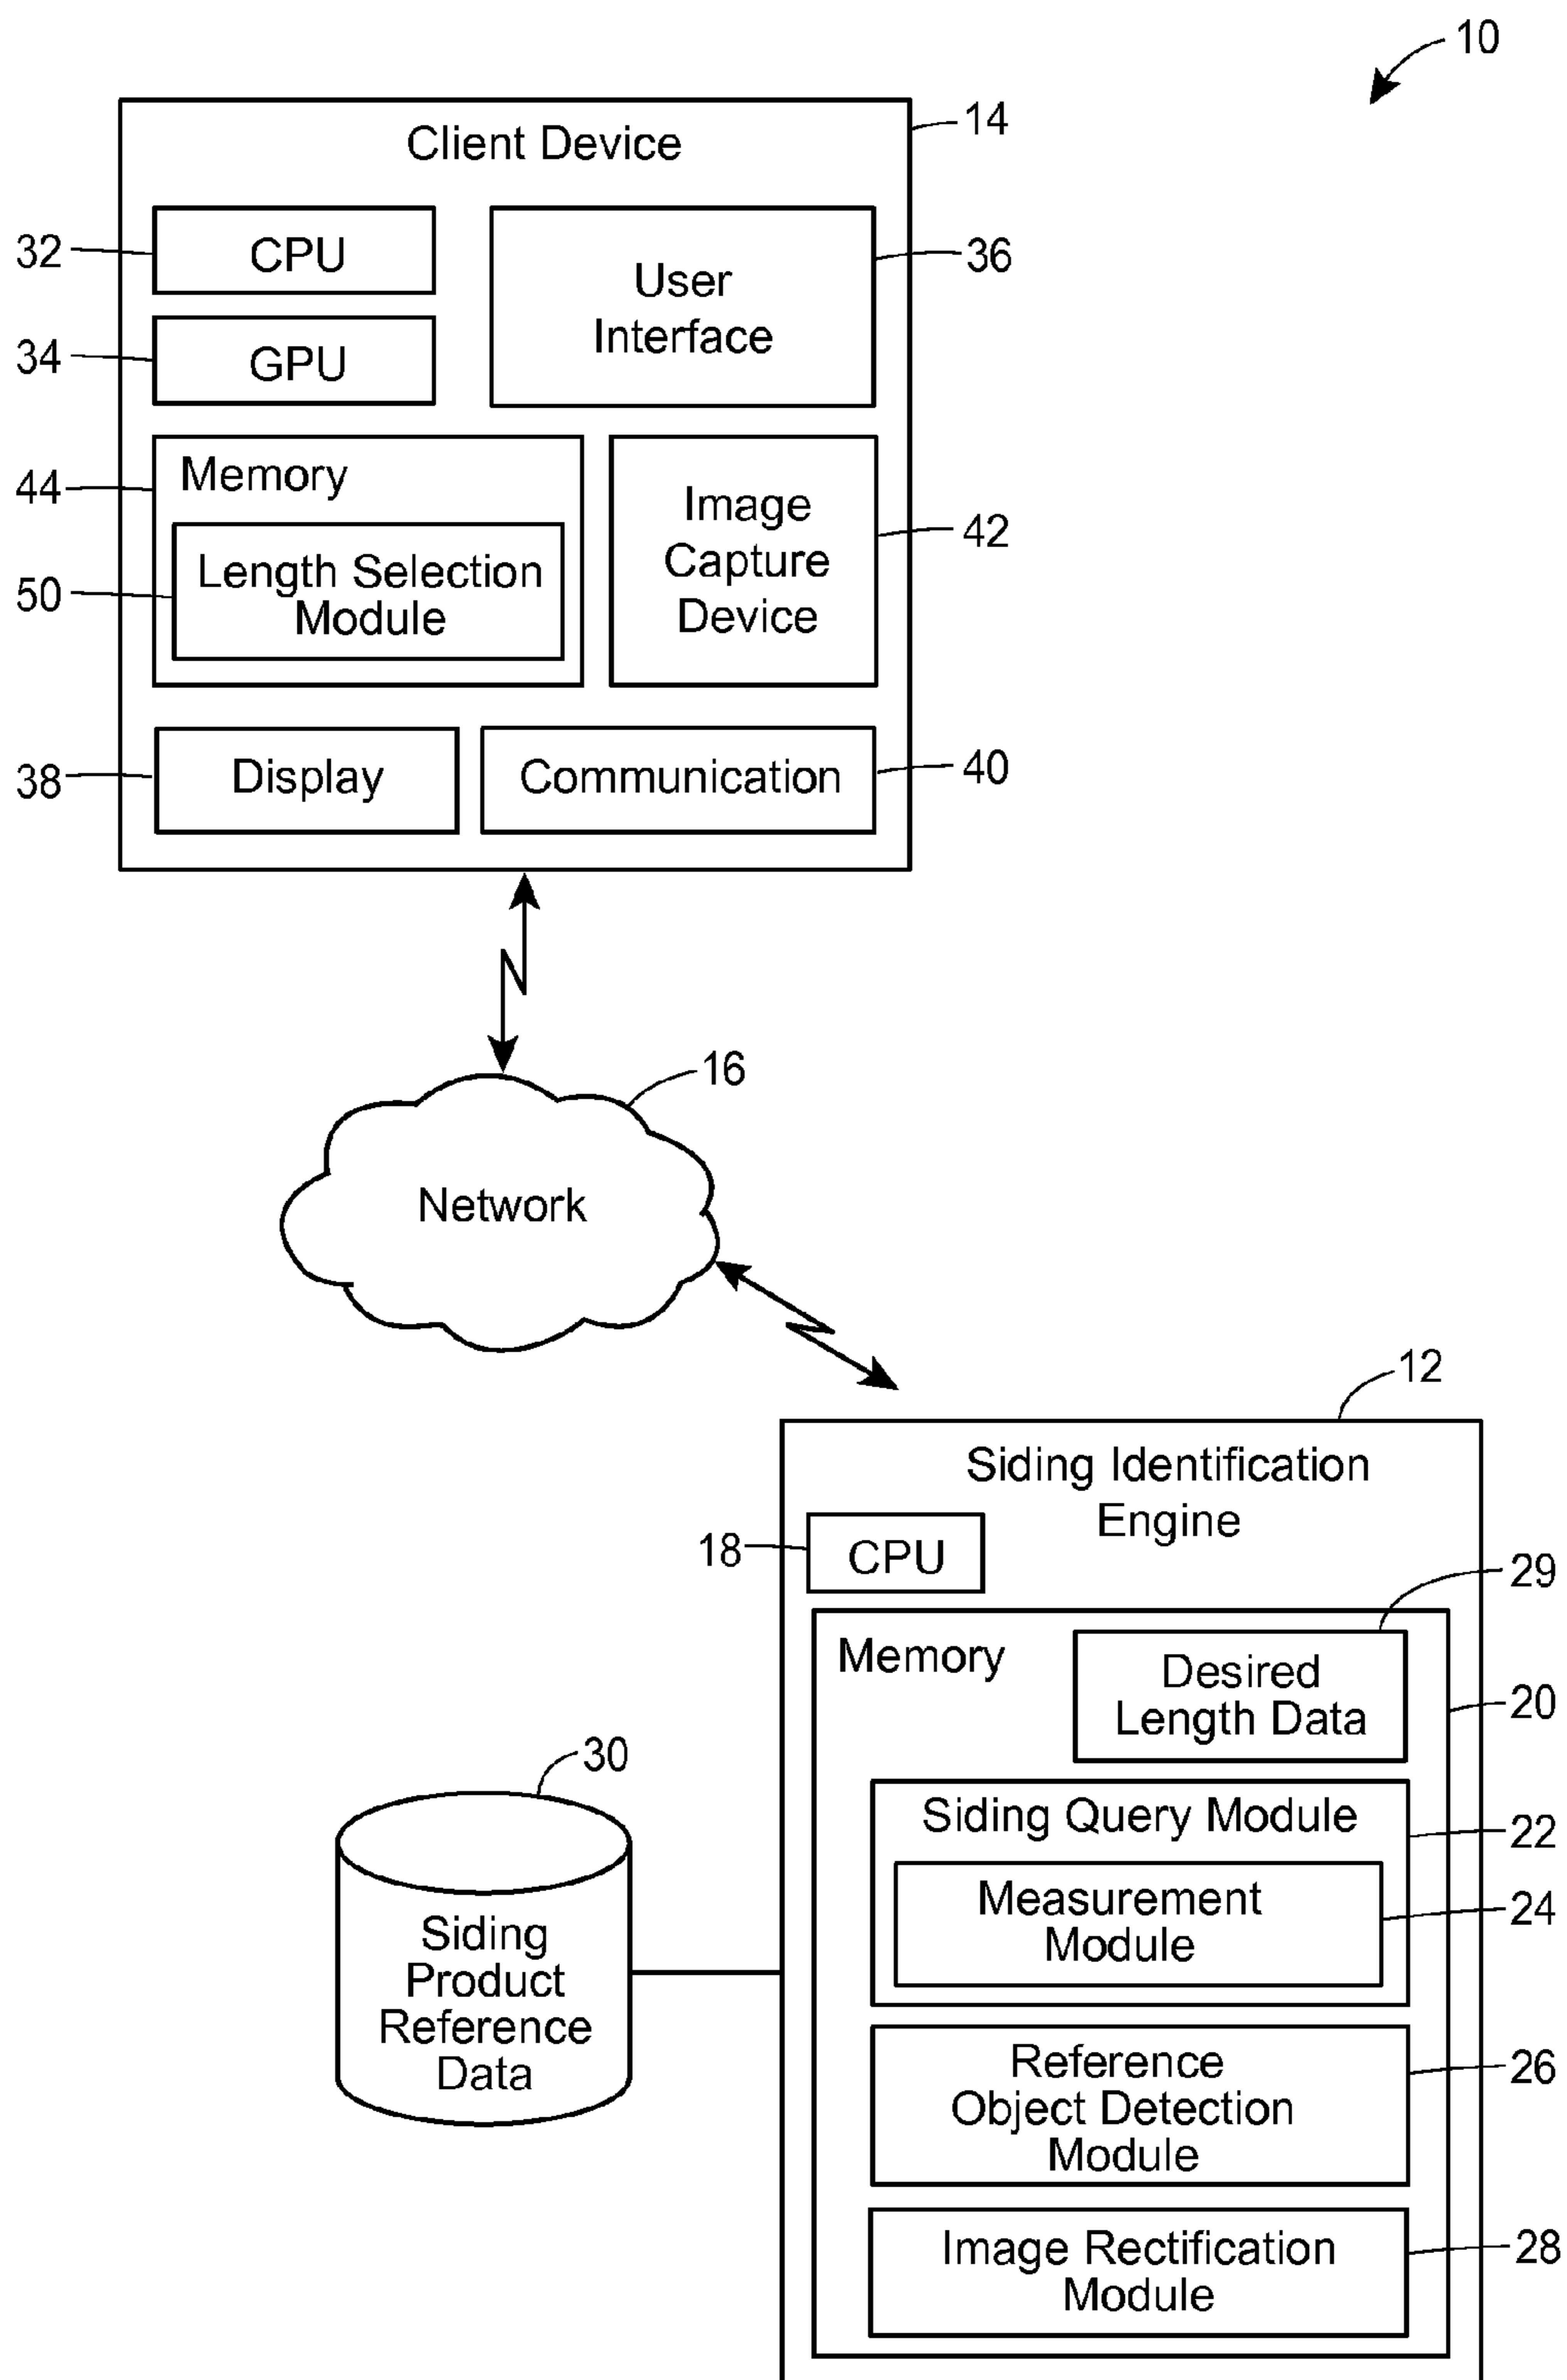 10
14
Client Device
32
CPU
User
Interface
36
34
GPU
44
Memory
Image
Capture
Device
42
50
Length Selection
Module
38
Display
Communication
40
16
Network
12
Siding Identification
Engine
18
CPU
29
Memory
Desired
Length Data
20
30
Siding
Product
Reference
Data
Siding Query Module
22
Measurement
Module
24
Reference
Object Detection
Module
26
Image Rectification
Module
28